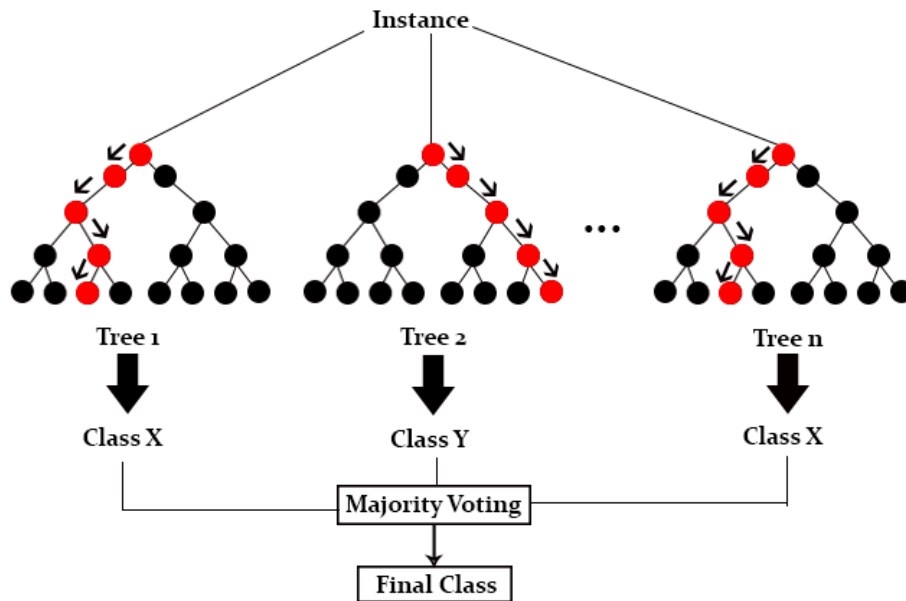 Instance
...
Tree 1
Tree 2
Tree n
Class X
Class Y
Class X
Majority Voting
Final Class